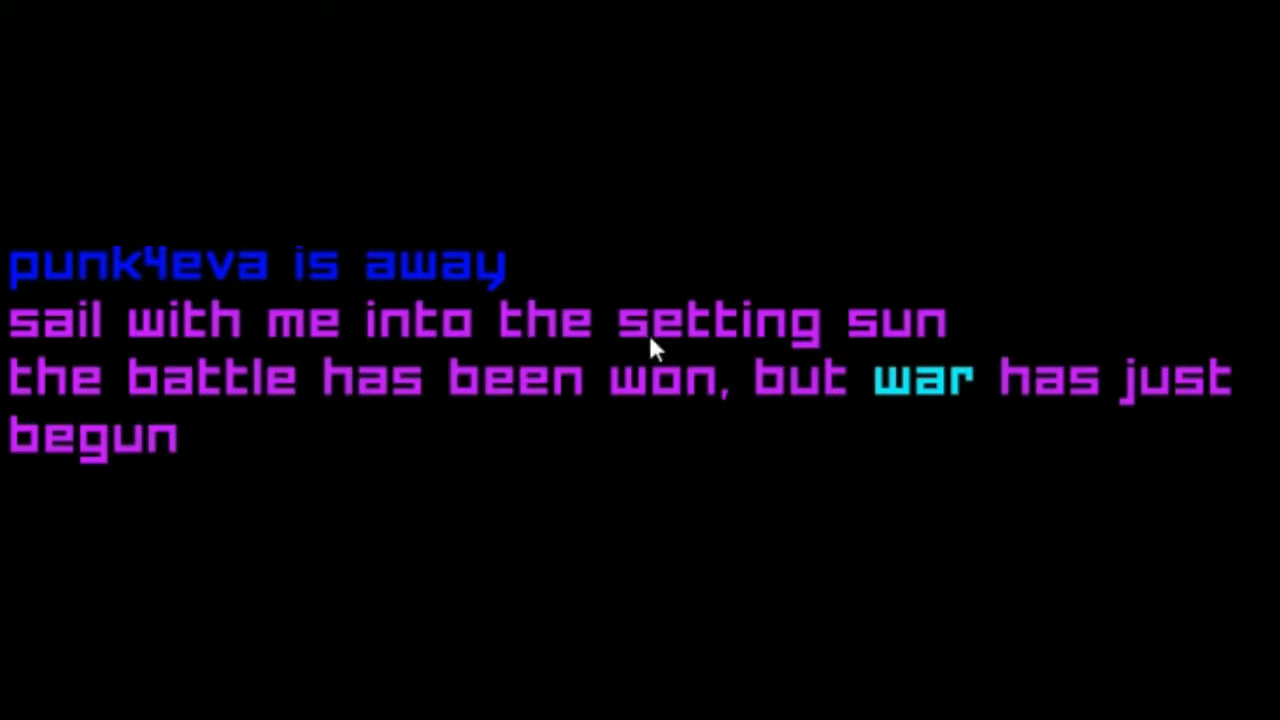 punk4eva is away
sail with me into the setting sun
the battle has been won, but war has just
begun